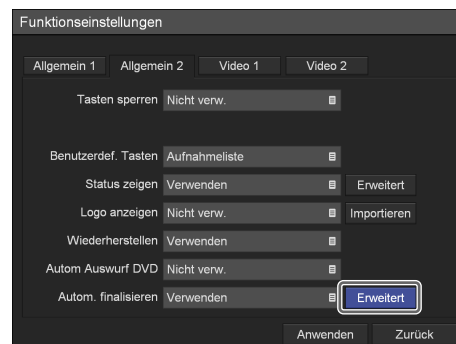 Funktionseinstellungen
Allgemein 1 Allgemein 2 Video 1 Video 2
Tasten sperren Nicht verw.
Benutzerdef. Tasten Aufnahmeliste
Status zeigen Verwenden Erweitert
Logo anzeigen Nicht verw. Importieren
Wiederherstellen Verwenden
Autom Auswurf DVD Nicht verw.
Autom. finalisieren Verwenden Erweitert
Anwenden Zurück